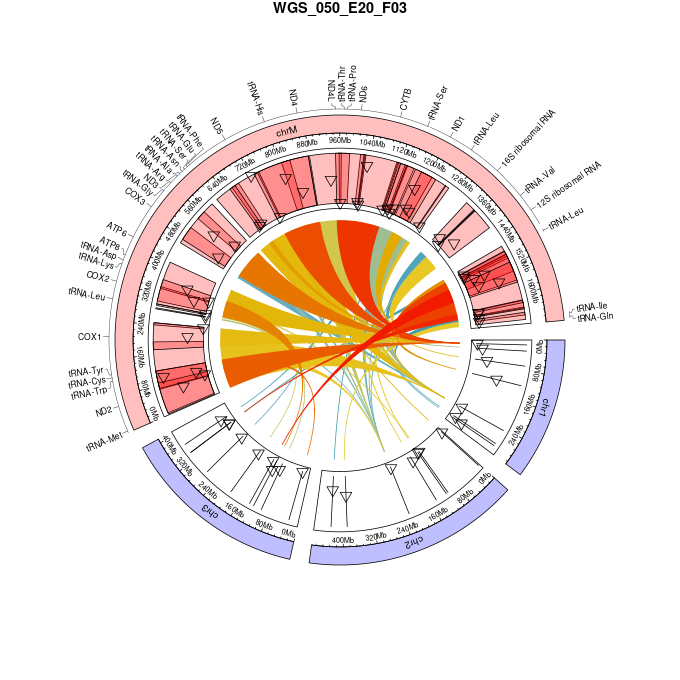 WGS_050_E20_F03
tRNA-Met
ND2
tRNA-Trp
tRNA-Cys
tRNA-Tyr
COX1
tRNA-Leu
COX2
tRNA-Lys
tRNA-Asp
ATP8
ATP6
COX3
tRNA-Gly
ND3
tRNA-Arg
tRNA-Ala
tRNA-Asn
tRNA-Ser
tRNA-Glu
tRNA-Phe
ND5
tRNA-His
ND4
ND4L
tRNA-Thr
tRNA-Pro
ND6
CYTB
tRNA-Ser
ND1
tRNA-Leu
16S ribosomal RNA
tRNA-Val
12S ribosomal RNA
tRNA-Leu
tRNA-Ile
tRNA-Gln
chrM
0Mb
80Mb
160Mb
240Mb
320Mb
400Mb
480Mb
560Mb
640Mb
720Mb
800Mb
880Mb
960Mb
1040Mb
1120Mb
1200Mb
1280Mb
1360Mb
1440Mb
1520Mb
1600Mb
chr1
0Mb
80Mb
160Mb
240Mb
chr2
0Mb
80Mb
160Mb
240Mb
320Mb
400Mb
chr3
0Mb
80Mb
160Mb
240Mb
320Mb
400Mb